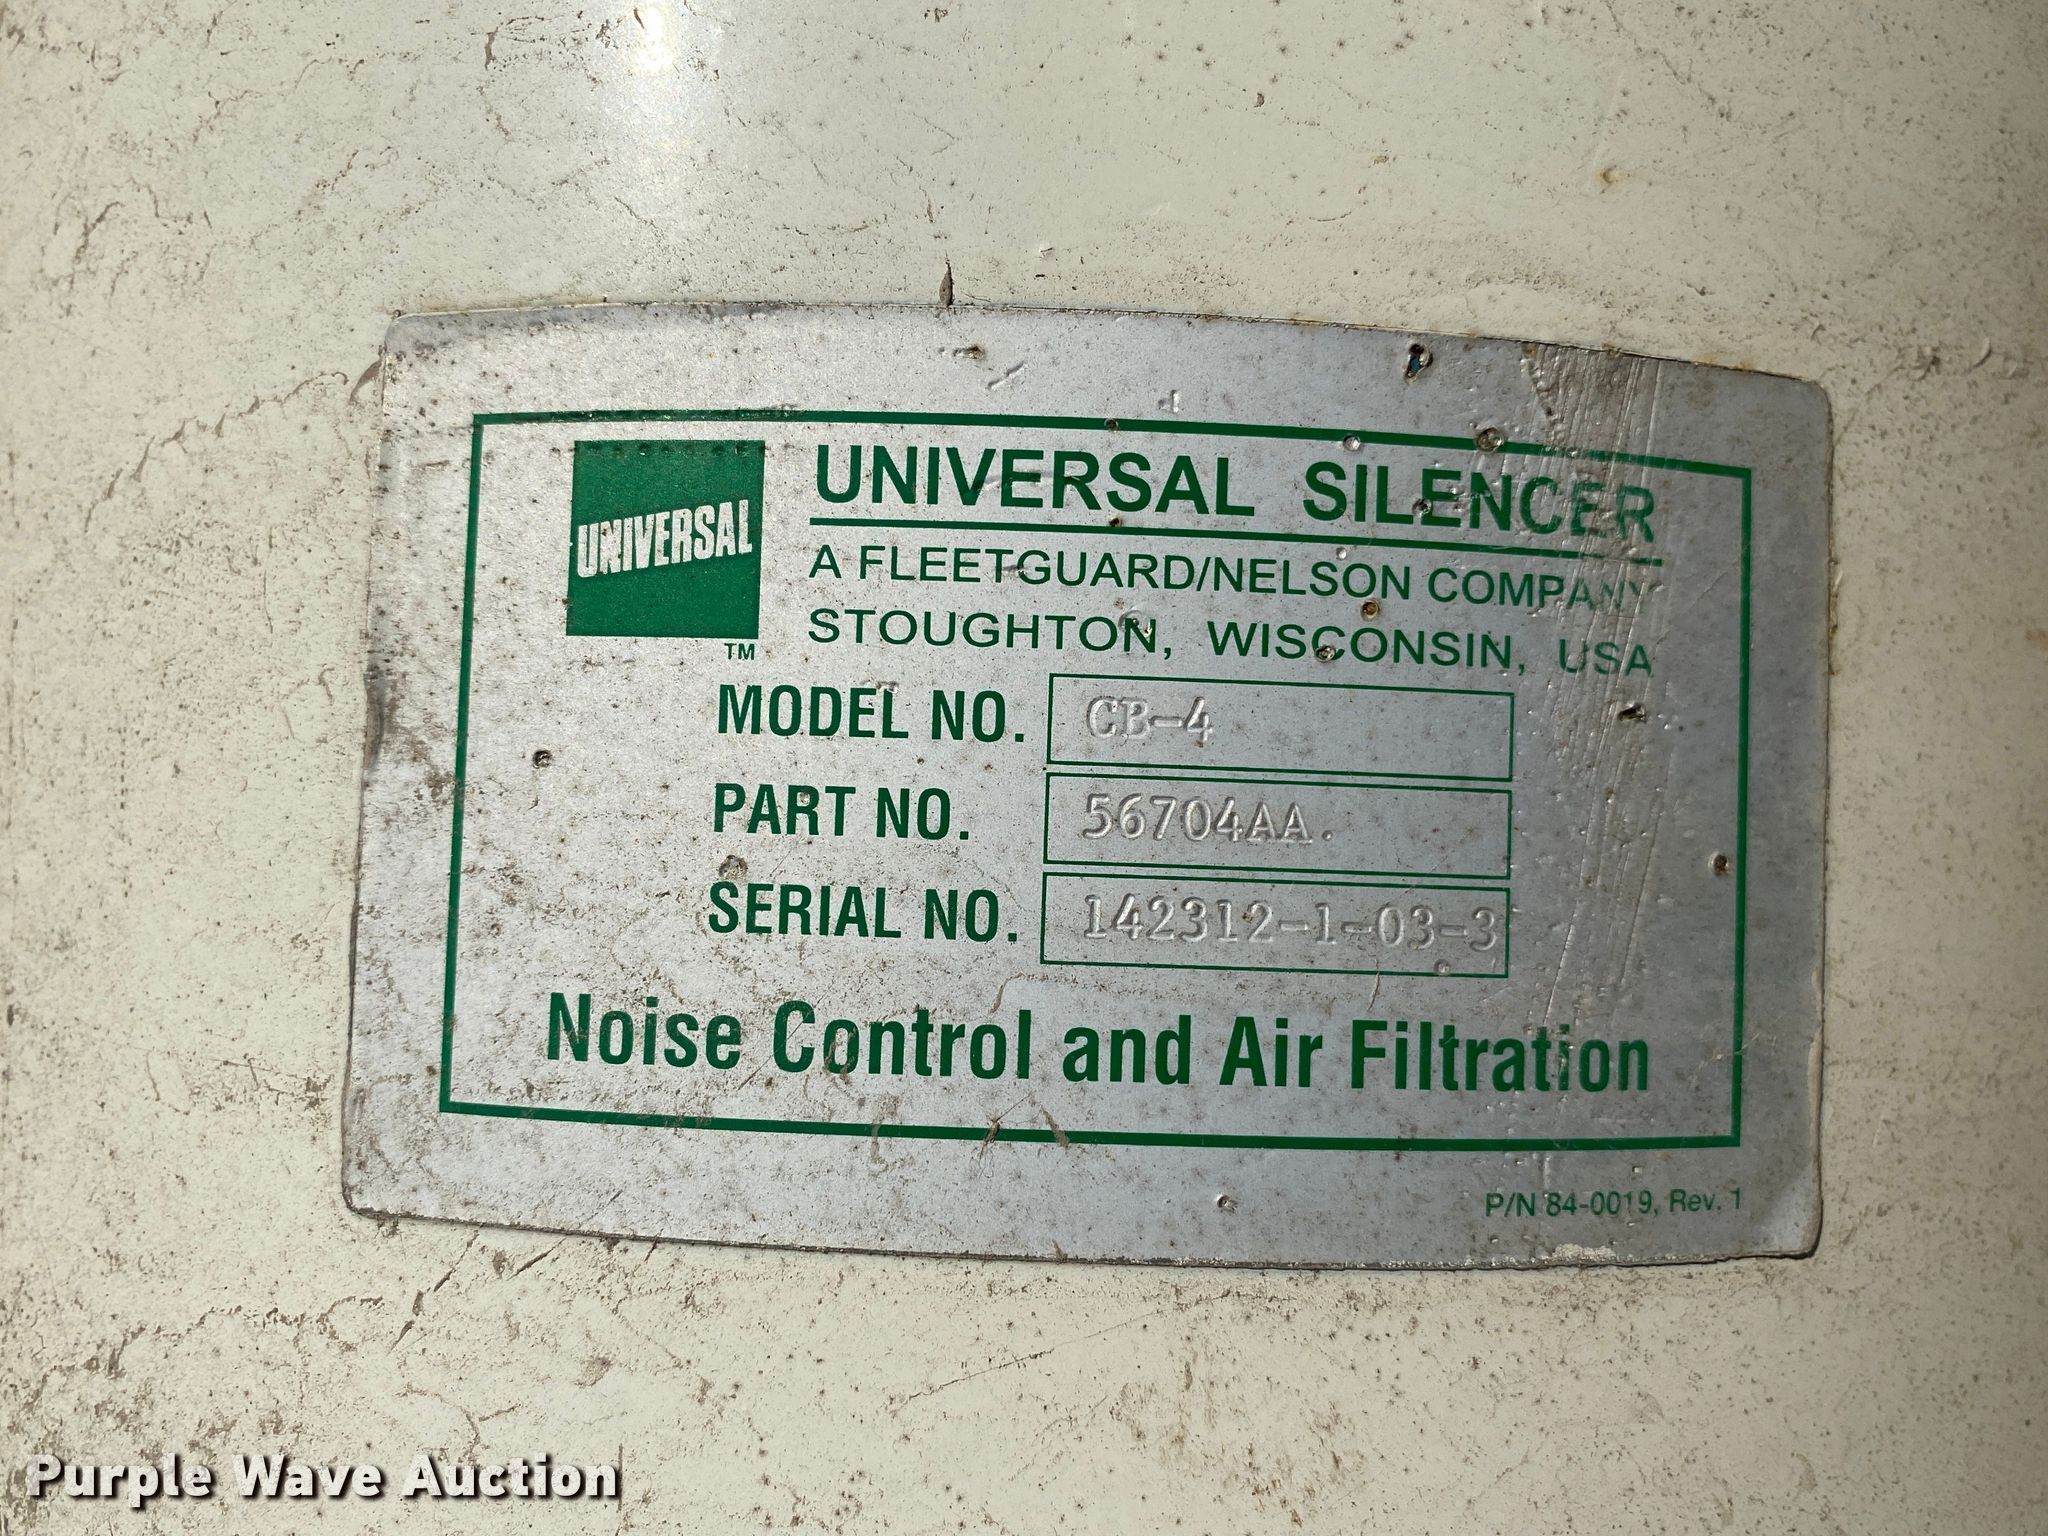 UNIVERSAL
TM
UNIVERSAL SILENCER
A FLEETGUARD/NELSON COMPANY
STOUGHTON, WISCONSIN, USA
MODEL NO. CB-4
PART NO. 56704AA.
SERIAL NO. 142312-1-03-3
Noise Control and Air Filtration
P/N 84-0019, Rev. 1
Purple Wave Auction